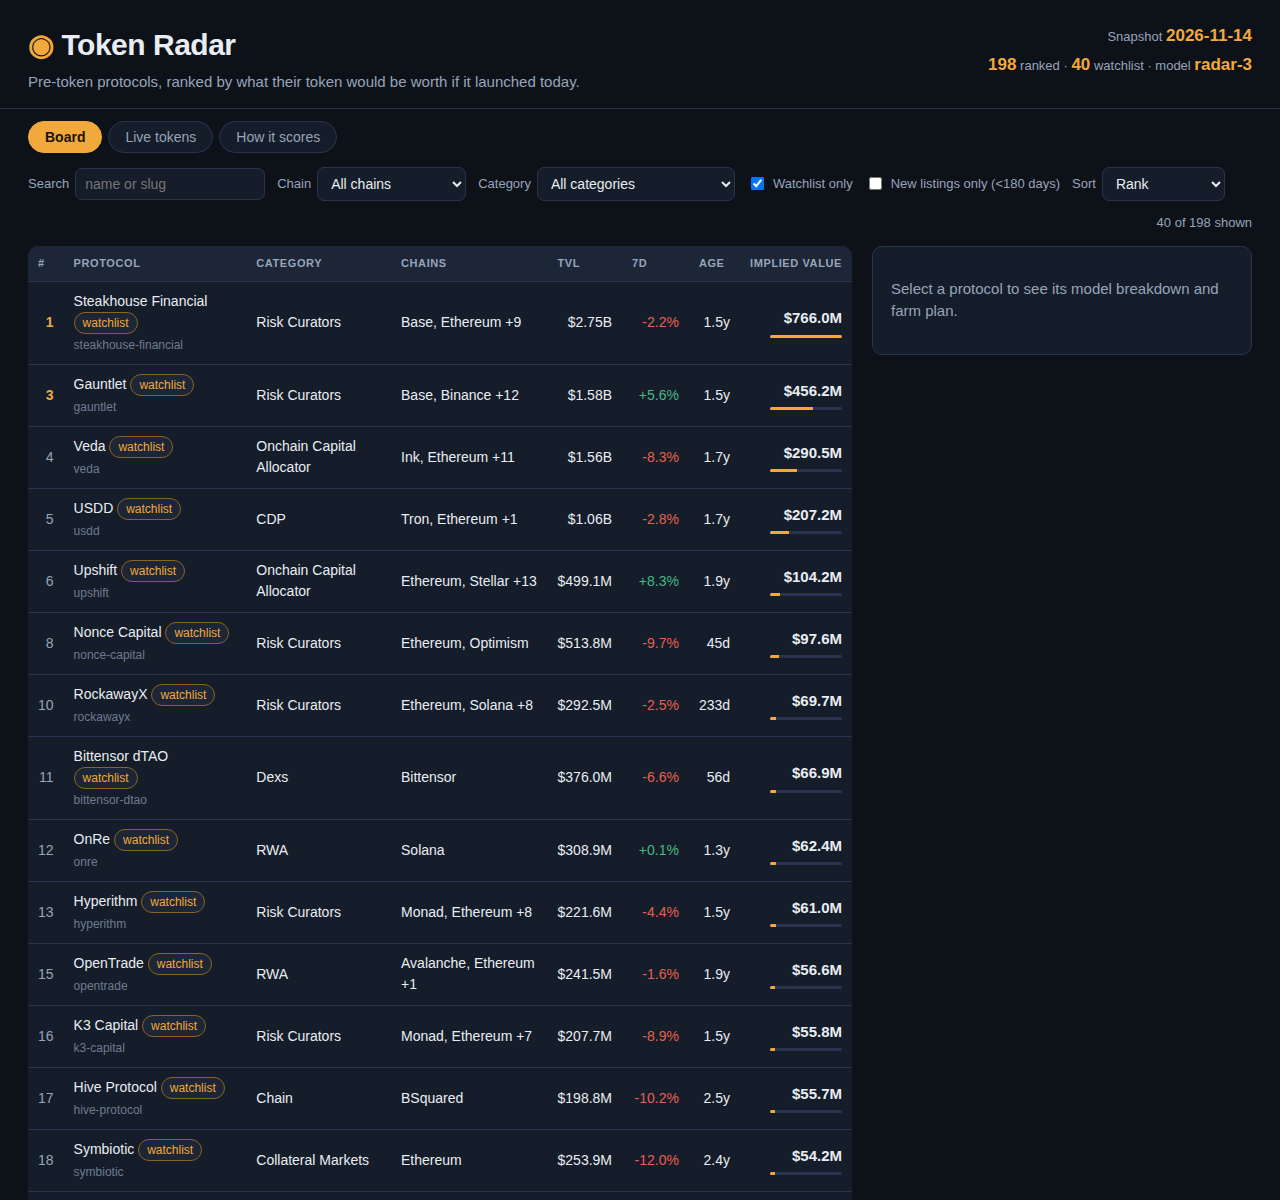 ◉ Token Radar
Pre-token protocols, ranked by what their token would be worth if it launched today.
Snapshot 2026-11-14
198 ranked · 40 watchlist · model radar-3
Board Live tokens How it scores
Search name or slug Chain All chains Category All categories Watchlist only New listings only (<180 days) Sort Rank
40 of 198 shown
# PROTOCOL CATEGORY CHAINS TVL 7D AGE IMPLIED VALUE
1 Steakhouse Financial watchlist steakhouse-financial Risk Curators Base, Ethereum +9 $2.75B -2.2% 1.5y $766.0M
3 Gauntlet watchlist gauntlet Risk Curators Base, Binance +12 $1.58B +5.6% 1.5y $456.2M
4 Veda watchlist veda Onchain Capital Allocator Ink, Ethereum +11 $1.56B -8.3% 1.7y $290.5M
5 USDD watchlist usdd CDP Tron, Ethereum +1 $1.06B -2.8% 1.7y $207.2M
6 Upshift watchlist upshift Onchain Capital Allocator Ethereum, Stellar +13 $499.1M +8.3% 1.9y $104.2M
8 Nonce Capital watchlist nonce-capital Risk Curators Ethereum, Optimism $513.8M -9.7% 45d $97.6M
10 RockawayX watchlist rockawayx Risk Curators Ethereum, Solana +8 $292.5M -2.5% 233d $69.7M
11 Bittensor dTAO watchlist bittensor-dtao Dexs Bittensor $376.0M -6.6% 56d $66.9M
12 OnRe watchlist onre RWA Solana $308.9M +0.1% 1.3y $62.4M
13 Hyperithm watchlist hyperithm Risk Curators Monad, Ethereum +8 $221.6M -4.4% 1.5y $61.0M
15 OpenTrade watchlist opentrade RWA Avalanche, Ethereum +1 $241.5M -1.6% 1.9y $56.6M
16 K3 Capital watchlist k3-capital Risk Curators Monad, Ethereum +7 $207.7M -8.9% 1.5y $55.8M
17 Hive Protocol watchlist hive-protocol Chain BSquared $198.8M -10.2% 2.5y $55.7M
18 Symbiotic watchlist symbiotic Collateral Markets Ethereum $253.9M -12.0% 2.4y $54.2M
Select a protocol to see its model breakdown and
farm plan.